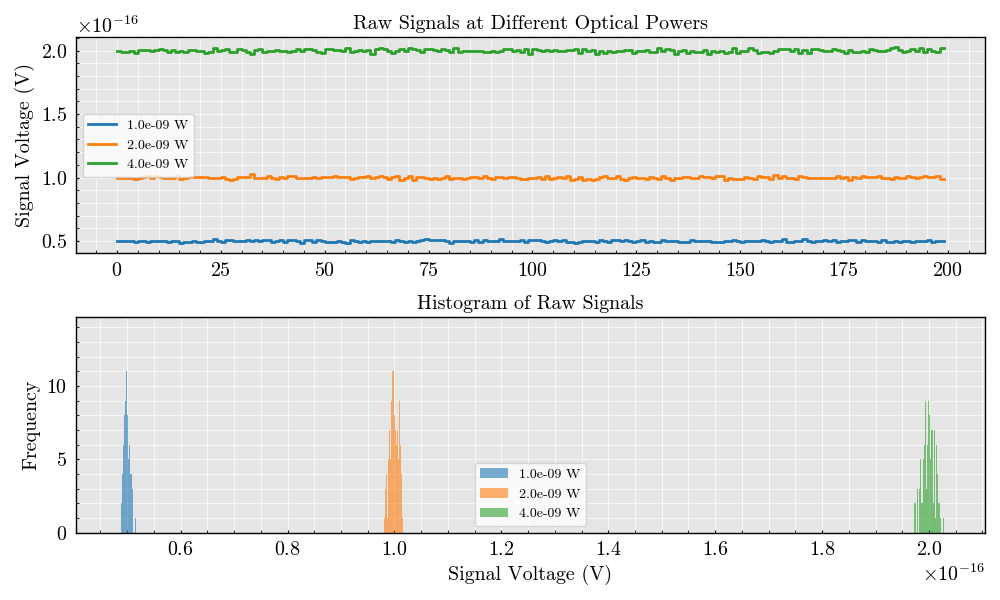 Raw Signals at Different Optical Powers
×10⁻¹⁶
2.0
1.5
1.0
0.5
Signal Voltage (V)
1.0e-09 W
2.0e-09 W
4.0e-09 W
0 25 50 75 100 125 150 175 200
Histogram of Raw Signals
10
5
0
Frequency
1.0e-09 W
2.0e-09 W
4.0e-09 W
0.6 0.8 1.0 1.2 1.4 1.6 1.8 2.0
Signal Voltage (V)
×10⁻¹⁶